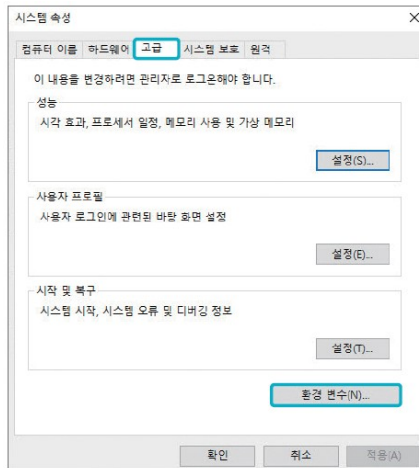 시스템 속성
컴퓨터 이름 하드웨어 고급 시스템 보호 원격
이 내용을 변경하려면 관리자로 로그온해야 합니다.
성능
시각 효과, 프로세서 일정, 메모리 사용 및 가상 메모리
설정(S)...
사용자 프로필
사용자 로그인에 관련된 바탕 화면 설정
설정(E)...
시작 및 복구
시스템 시작, 시스템 오류 및 디버깅 정보
설정(T)...
환경 변수(N)...
확인 취소 적용(A)